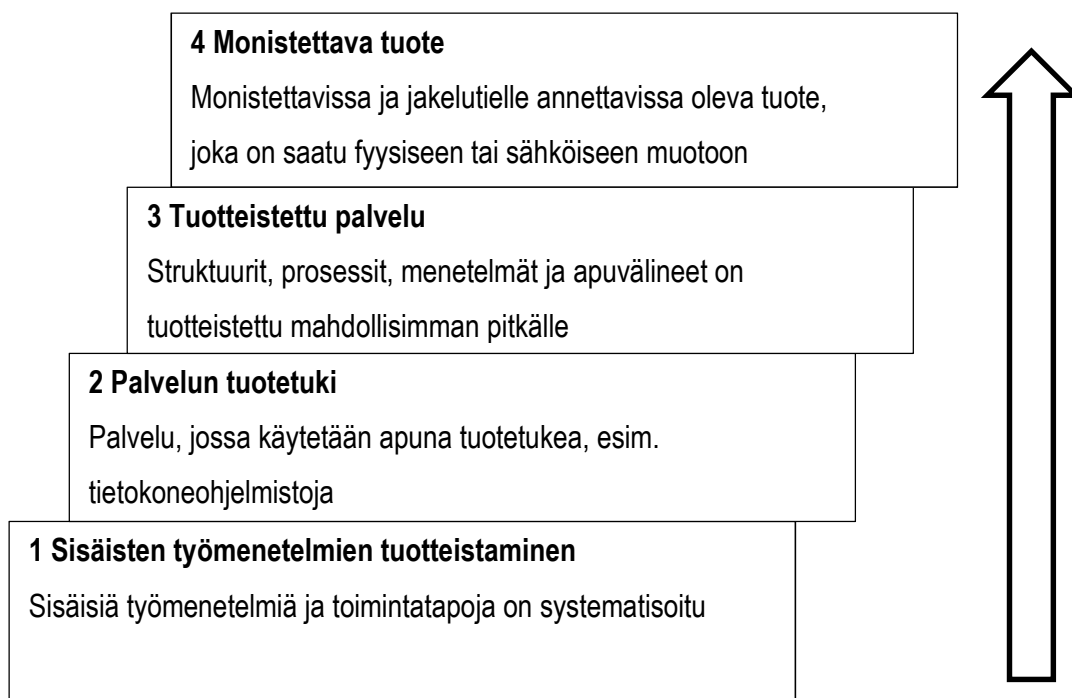 4 Monistettava tuote
Monistettavissa ja jakelutielle annettavissa oleva tuote,
joka on saatu fyysiseen tai sähköiseen muotoon
3 Tuotteistettu palvelu
Struktuurit, prosessit, menetelmät ja apuvälineet on
tuotteistettu mahdollisimman pitkälle
2 Palvelun tuotetuki
Palvelu, jossa käytetään apuna tuotetukea, esim.
tietokoneohjelmistoja
1 Sisäisten työmenetelmien tuotteistaminen
Sisäisiä työmenetelmiä ja toimintatapoja on systematisoitu